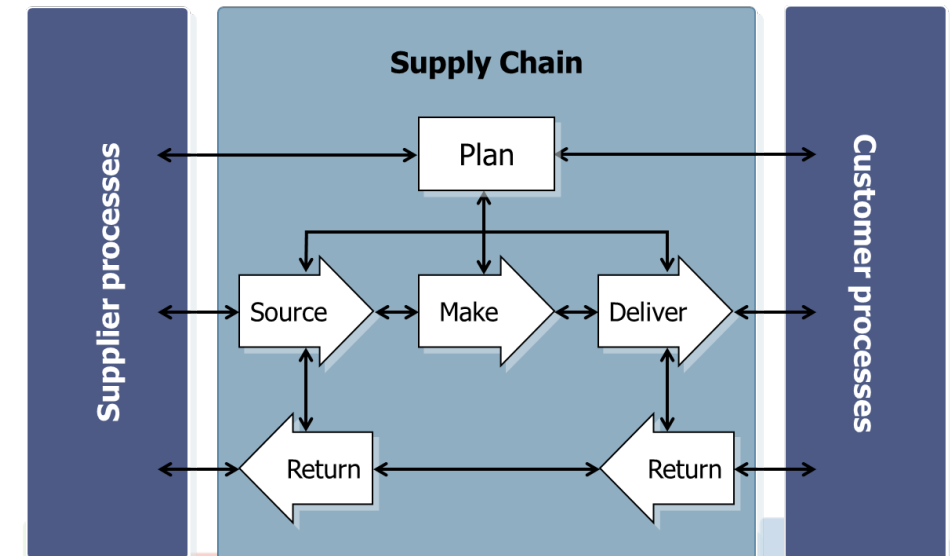 Supply Chain
Supplier processes
Plan
Customer processes
Source
Make
Deliver
Return
Return